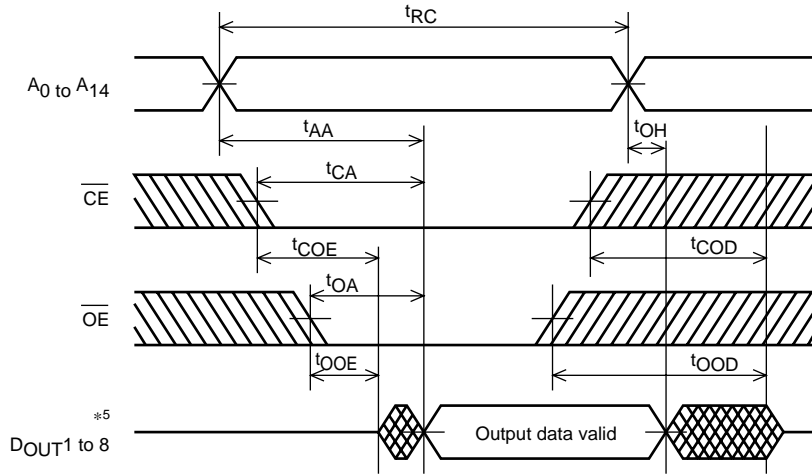 tRC
A0 to A14
tAA
tOH
CE
tCA
tCOE
tCOD
OE
tOA
tOOE
tOOD
*5
DOUT1 to 8
Output data valid